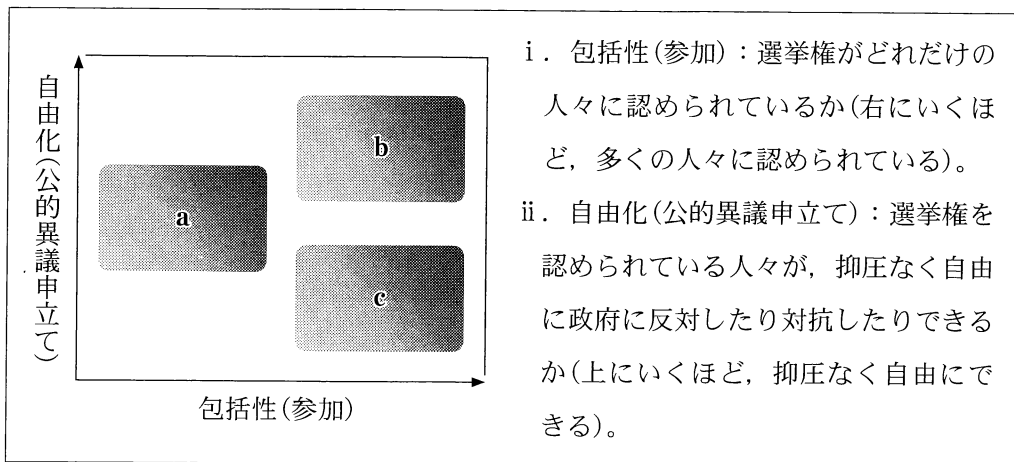 自由化(公的異議申立て)
a
b
c
包括性(参加)
ⅰ．包括性(参加)：選挙権がどれだけの
人々に認められているか(右にいくほ
ど，多くの人々に認められている)。
ⅱ．自由化(公的異議申立て)：選挙権を
認められている人々が，抑圧なく自由
に政府に反対したり対抗したりできる
か(上にいくほど，抑圧なく自由にで
きる)。